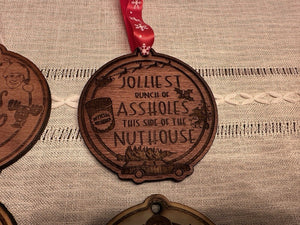 JOLLIEST
BUNCH OF
ASSHOLES
THIS SIDE OF THE
NUTHOUSE